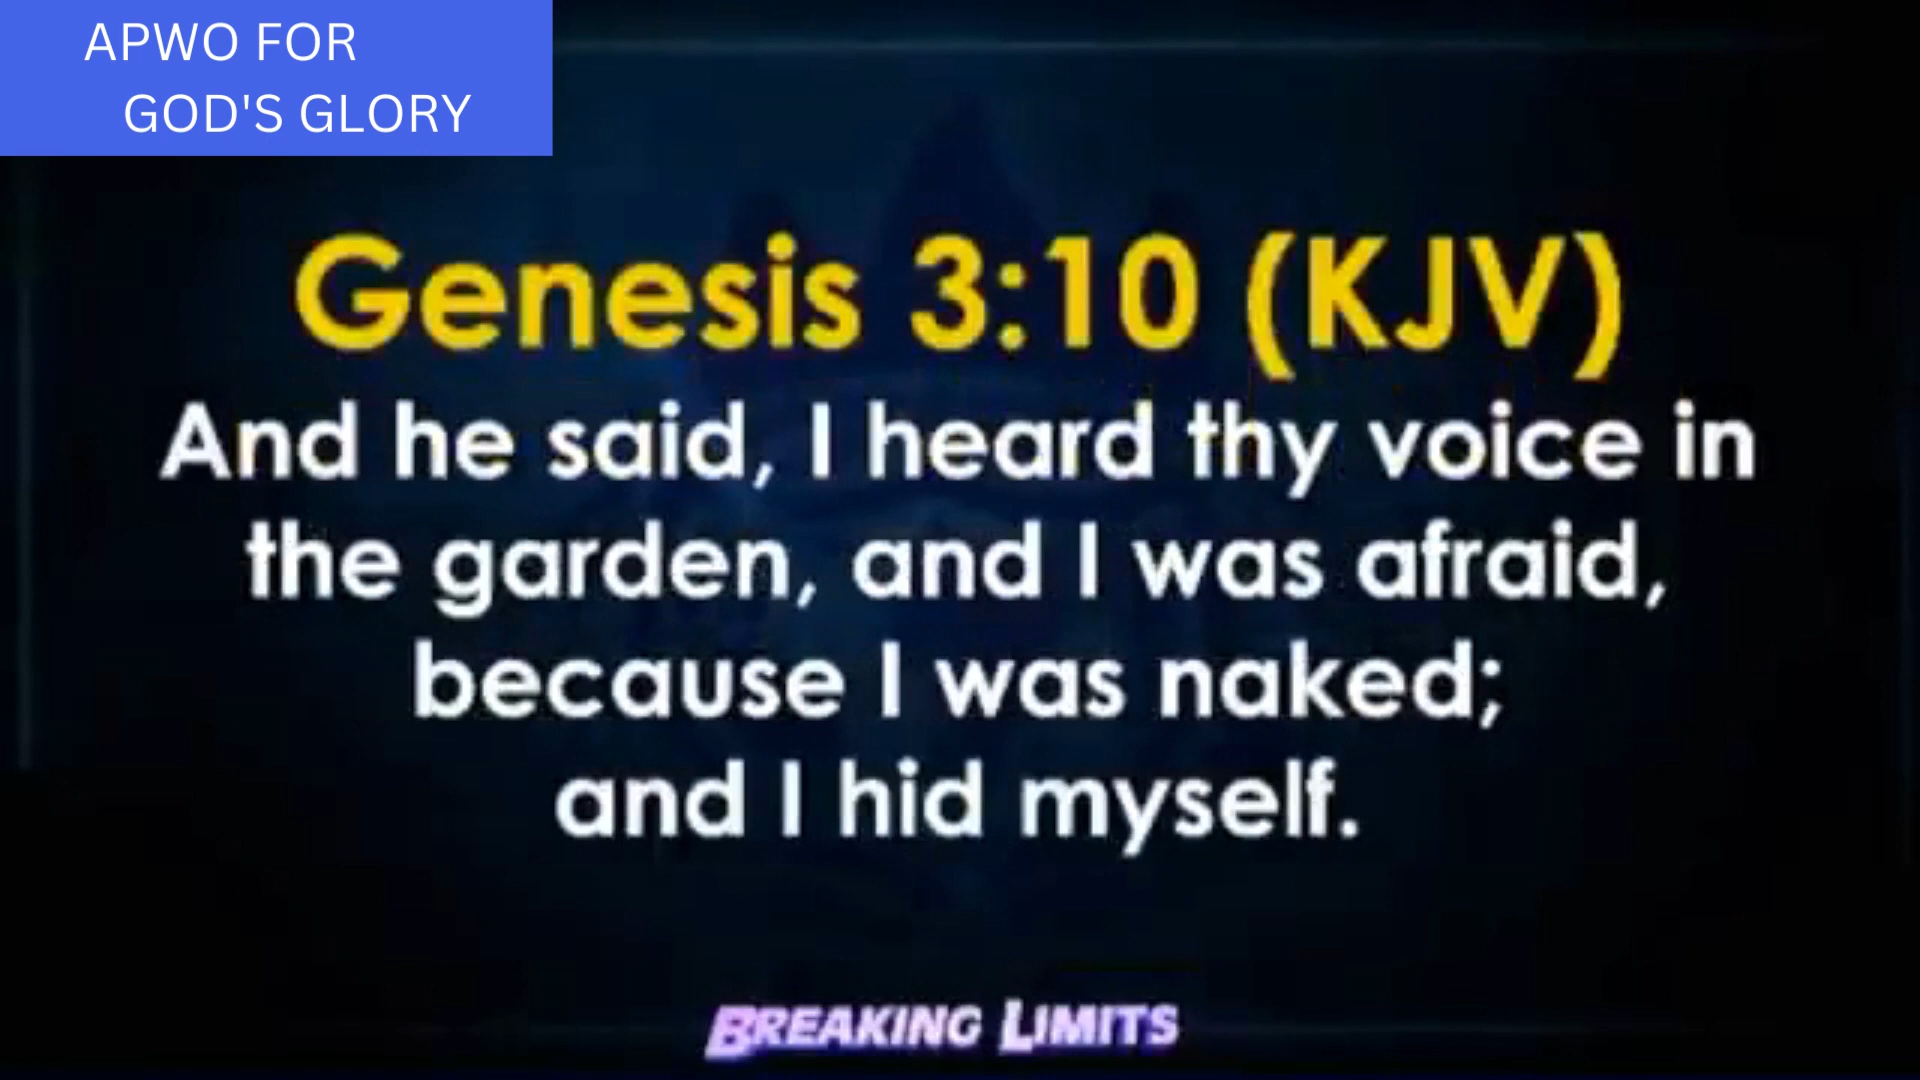 APWO FOR
GOD'S GLORY
Genesis 3:10 (KJV)
And he said, I heard thy voice in
the garden, and I was afraid,
because I was naked;
and I hid myself.
BREAKING LIMITS